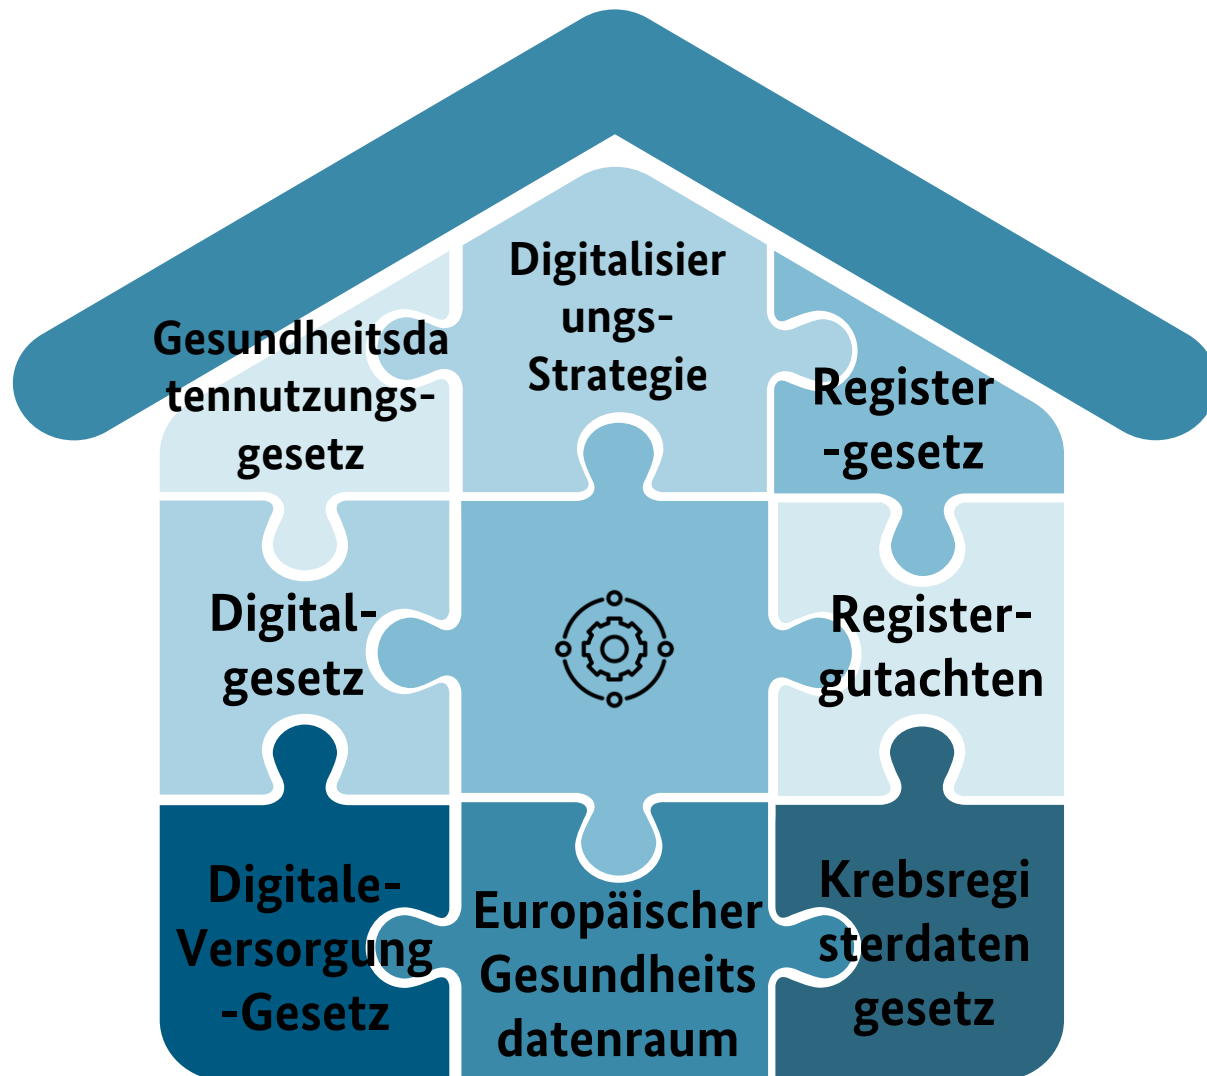 Digitalisier
ungs-
Strategie
Gesundheitsda
tennutzungs-
gesetz
Register
-gesetz
Digital-
gesetz
Register-
gutachten
Digitale-
Versorgung
-Gesetz
Europäischer
Gesundheits
datenraum
Krebsregi
sterdaten
gesetz